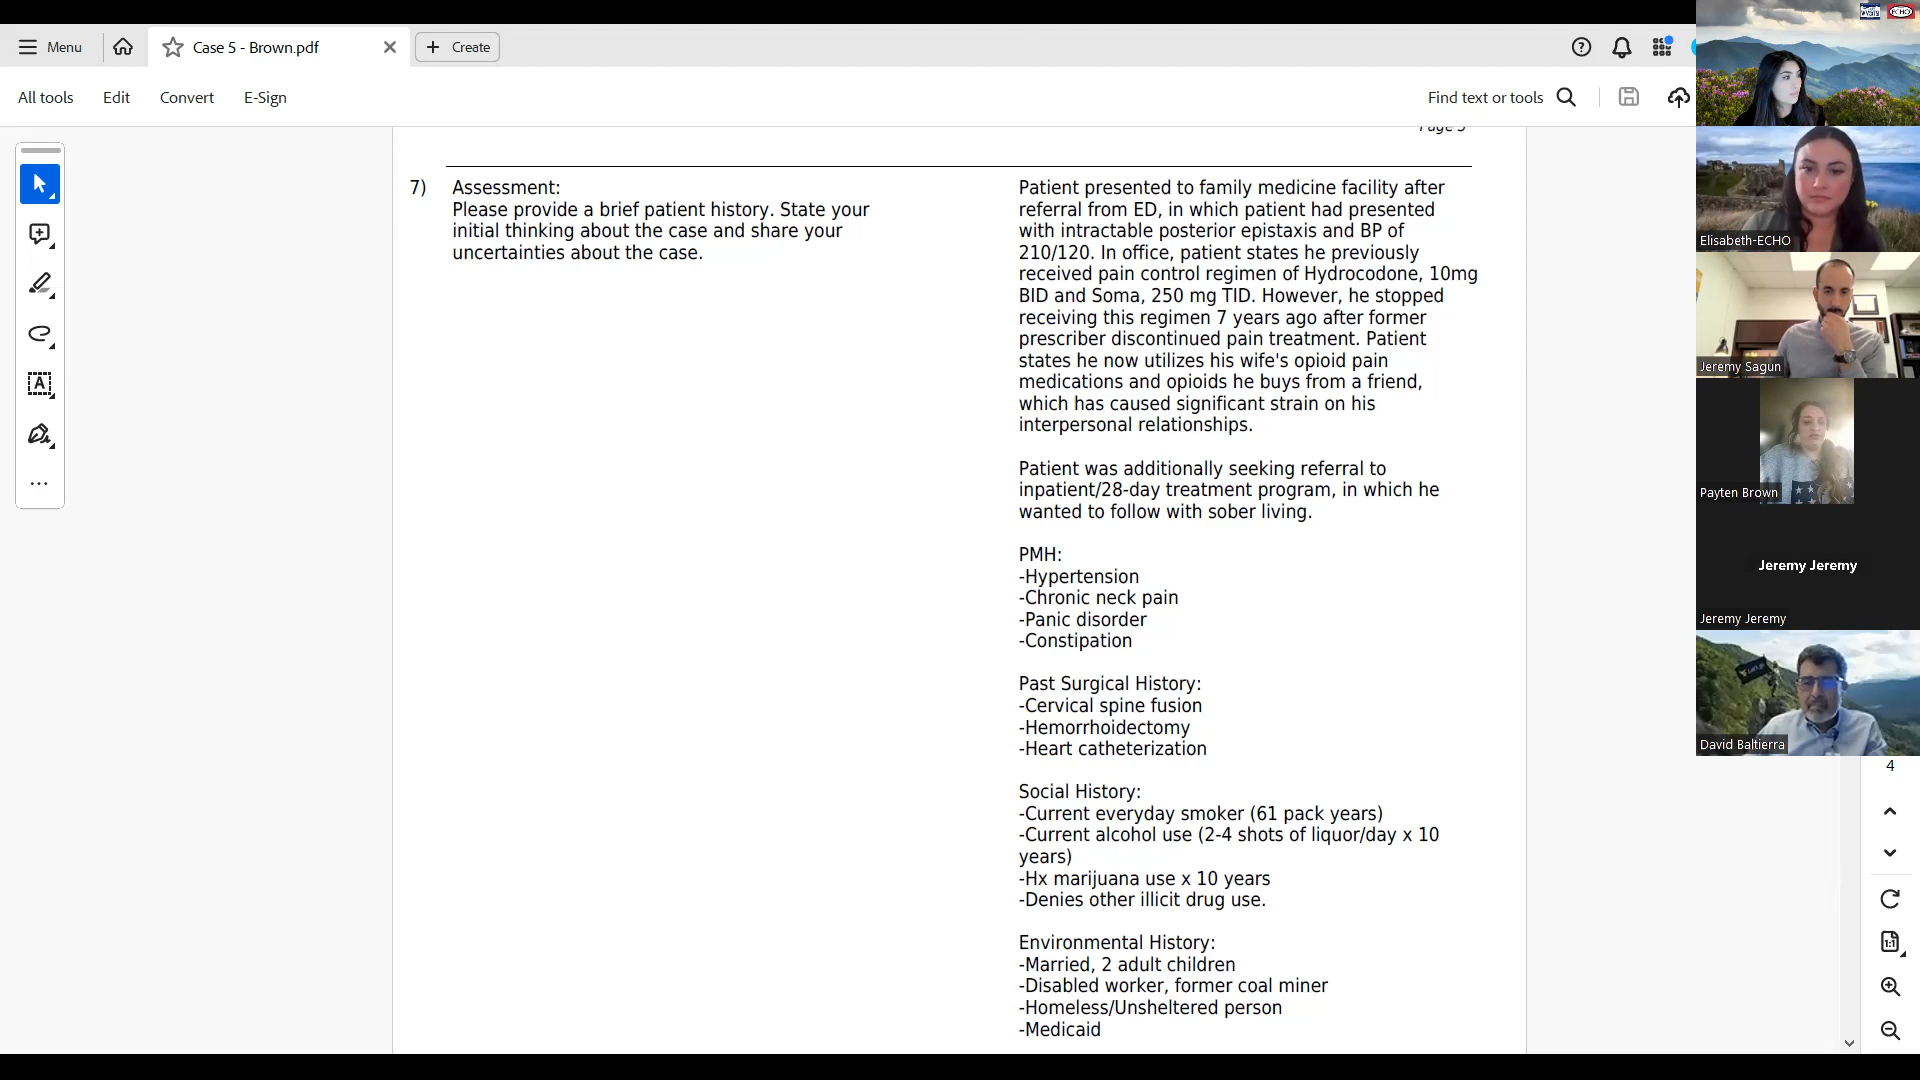 Menu
Case 5 - Brown.pdf
Create
All tools
Edit
Convert
E-Sign
Find text or tools
Page 5
7)
Assessment:
Please provide a brief patient history. State your
initial thinking about the case and share your
uncertainties about the case.
Patient presented to family medicine facility after
referral from ED, in which patient had presented
with intractable posterior epistaxis and BP of
210/120. In office, patient states he previously
received pain control regimen of Hydrocodone, 10mg
BID and Soma, 250 mg TID. However, he stopped
receiving this regimen 7 years ago after former
prescriber discontinued pain treatment. Patient
states he now utilizes his wife's opioid pain
medications and opioids he buys from a friend,
which has caused significant strain on his
interpersonal relationships.
Patient was additionally seeking referral to
inpatient/28-day treatment program, in which he
wanted to follow with sober living.
PMH:
-Hypertension
-Chronic neck pain
-Panic disorder
-Constipation
Past Surgical History:
-Cervical spine fusion
-Hemorrhoidectomy
-Heart catheterization
Social History:
-Current everyday smoker (61 pack years)
-Current alcohol use (2-4 shots of liquor/day x 10
years)
-Hx marijuana use x 10 years
-Denies other illicit drug use.
Environmental History:
-Married, 2 adult children
-Disabled worker, former coal miner
-Homeless/Unsheltered person
-Medicaid
ECHO
Elisabeth-ECHO
Jeremy Sagun
Payten Brown
Jeremy Jeremy
Jeremy Jeremy
David Baltierra
4
1:1